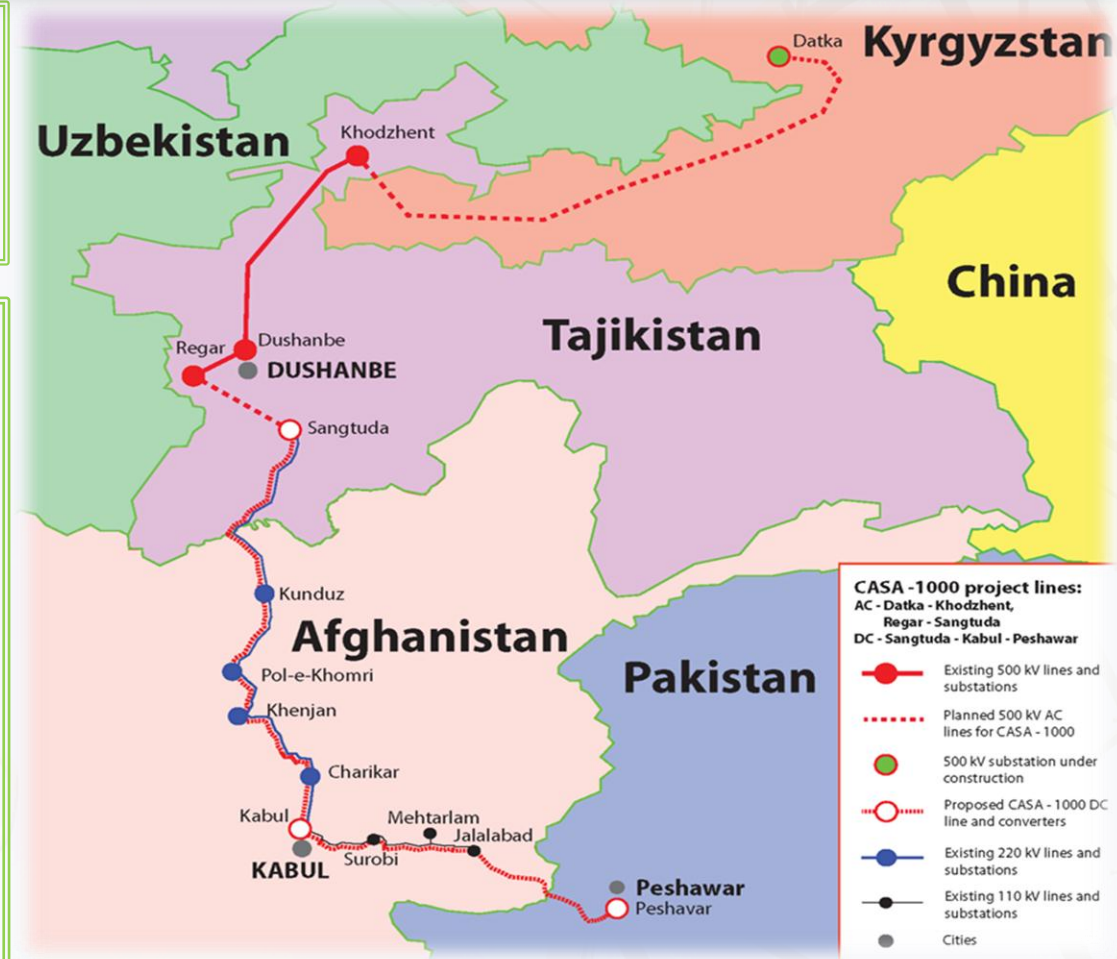 Datka
Kyrgyzstan
Uzbekistan
Khodzhent
China
Tajikistan
Regar
Dushanbe
DUSHANBE
Sangtuda
Kunduz
Afghanistan
Pol-e-Khomri
Pakistan
Khenjan
Charikar
Kabul
Mehtarlam
Jalalabad
Surobi
KABUL
Peshawar
Peshavar
CASA -1000 project lines:
AC - Datka - Khodzhent,
Regar - Sangtuda
DC - Sangtuda - Kabul - Peshawar
Existing 500 kV lines and
substations
Planned 500 kV AC
lines for CASA - 1000
500 kV substation under
construction
Proposed CASA - 1000 DC
line and converters
Existing 220 kV lines and
substations
Existing 110 kV lines and
substations
Cities